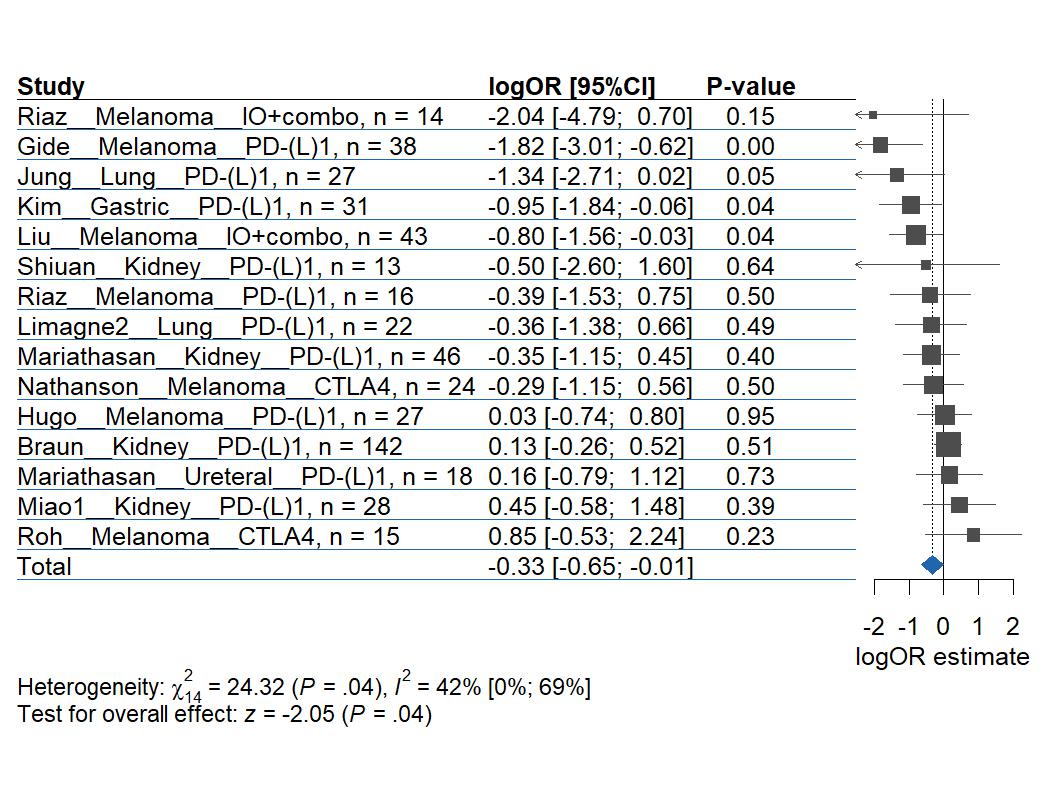 Study logOR [95%CI] P-value
Riaz__Melanoma__IO+combo, n = 14 -2.04 [-4.79; 0.70] 0.15
Gide__Melanoma__PD-(L)1, n = 38 -1.82 [-3.01; -0.62] 0.00
Jung__Lung__PD-(L)1, n = 27 -1.34 [-2.71; 0.02] 0.05
Kim__Gastric__PD-(L)1, n = 31 -0.95 [-1.84; -0.06] 0.04
Liu__Melanoma__IO+combo, n = 43 -0.80 [-1.56; -0.03] 0.04
Shiuan__Kidney__PD-(L)1, n = 13 -0.50 [-2.60; 1.60] 0.64
Riaz__Melanoma__PD-(L)1, n = 16 -0.39 [-1.53; 0.75] 0.50
Limagne2__Lung__PD-(L)1, n = 22 -0.36 [-1.38; 0.66] 0.49
Mariathasan__Kidney__PD-(L)1, n = 46 -0.35 [-1.15; 0.45] 0.40
Nathanson__Melanoma__CTLA4, n = 24 -0.29 [-1.15; 0.56] 0.50
Hugo__Melanoma__PD-(L)1, n = 27 0.03 [-0.74; 0.80] 0.95
Braun__Kidney__PD-(L)1, n = 142 0.13 [-0.26; 0.52] 0.51
Mariathasan__Ureteral__PD-(L)1, n = 18 0.16 [-0.79; 1.12] 0.73
Miao1__Kidney__PD-(L)1, n = 28 0.45 [-0.58; 1.48] 0.39
Roh__Melanoma__CTLA4, n = 15 0.85 [-0.53; 2.24] 0.23
Total -0.33 [-0.65; -0.01]
-2 -1 0 1 2
logOR estimate
Heterogeneity: χ²₁₄ = 24.32 (P = .04), I² = 42% [0%; 69%]
Test for overall effect: z = -2.05 (P = .04)